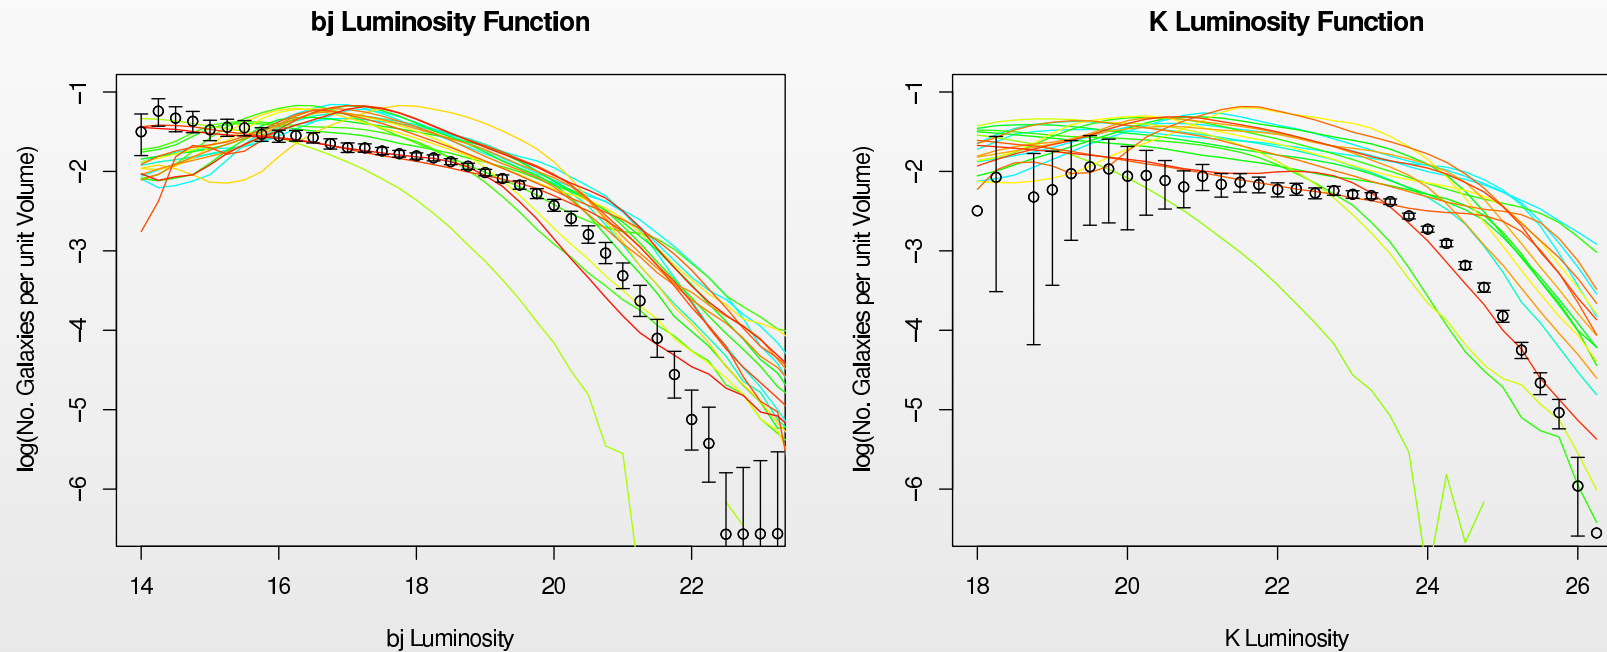 bj Luminosity Function
log(No. Galaxies per unit Volume)
−1
−2
−3
−4
−5
−6
14 16 18 20 22
bj Luminosity
K Luminosity Function
log(No. Galaxies per unit Volume)
−1
−2
−3
−4
−5
−6
18 20 22 24 26
K Luminosity